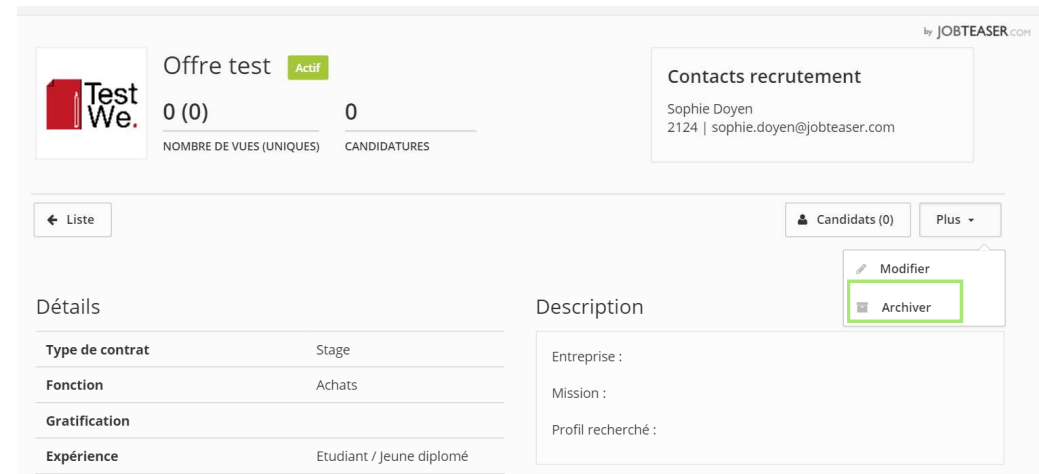 by JOBTEASER.COM
Test
We.
Offre test Actif
0 (0) 0
NOMBRE DE VUES (UNIQUES) CANDIDATURES
Contacts recrutement
Sophie Doyen
2124 | sophie.doyen@jobteaser.com
Liste
Candidats (0) Plus
Modifier
Archiver
Détails
Type de contrat Stage
Fonction Achats
Gratification
Expérience Etudiant / Jeune diplomé
Description
Entreprise :
Mission :
Profil recherché :